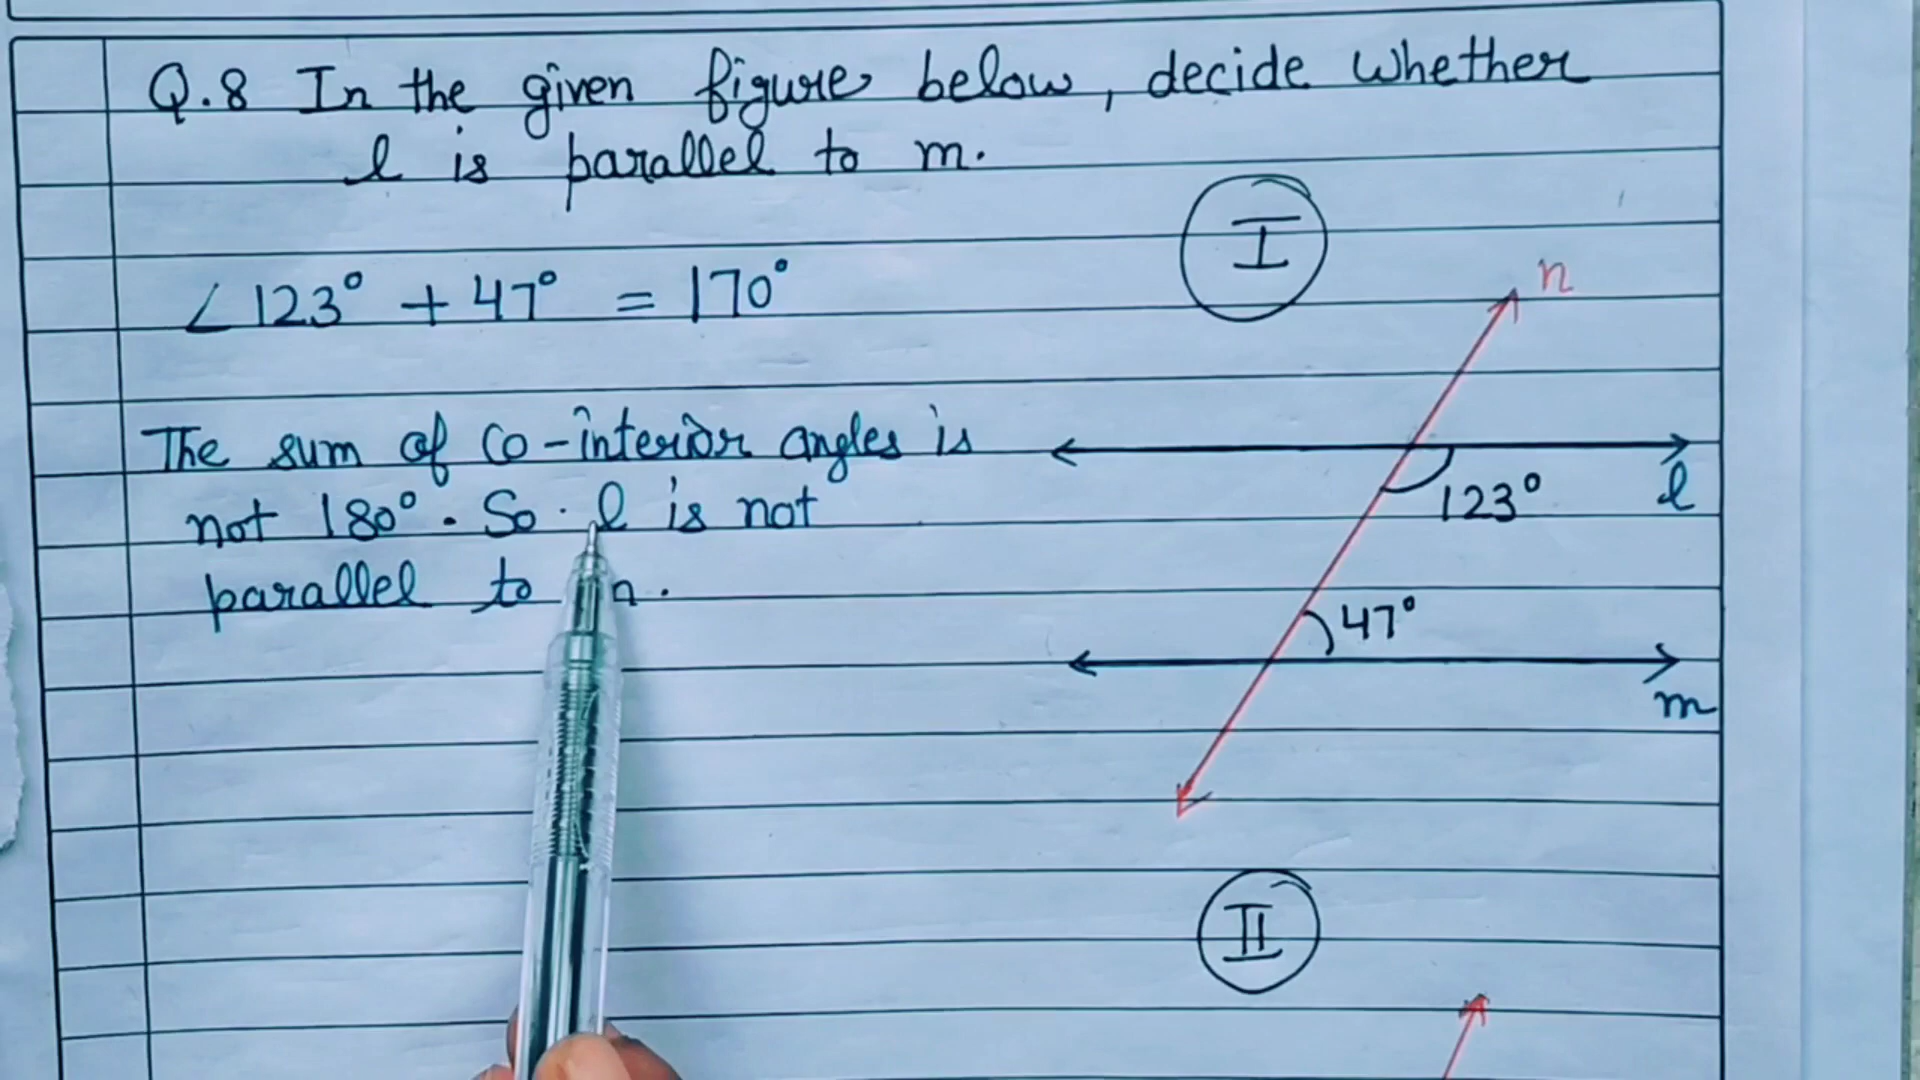 Q.8 In the given figure below, decide whether
l is parallel to m.
I
n
∠123° + 47° = 170°
The sum of co-interior angles is
not 180°. So l is not
parallel to
l
123°
47°
m
II